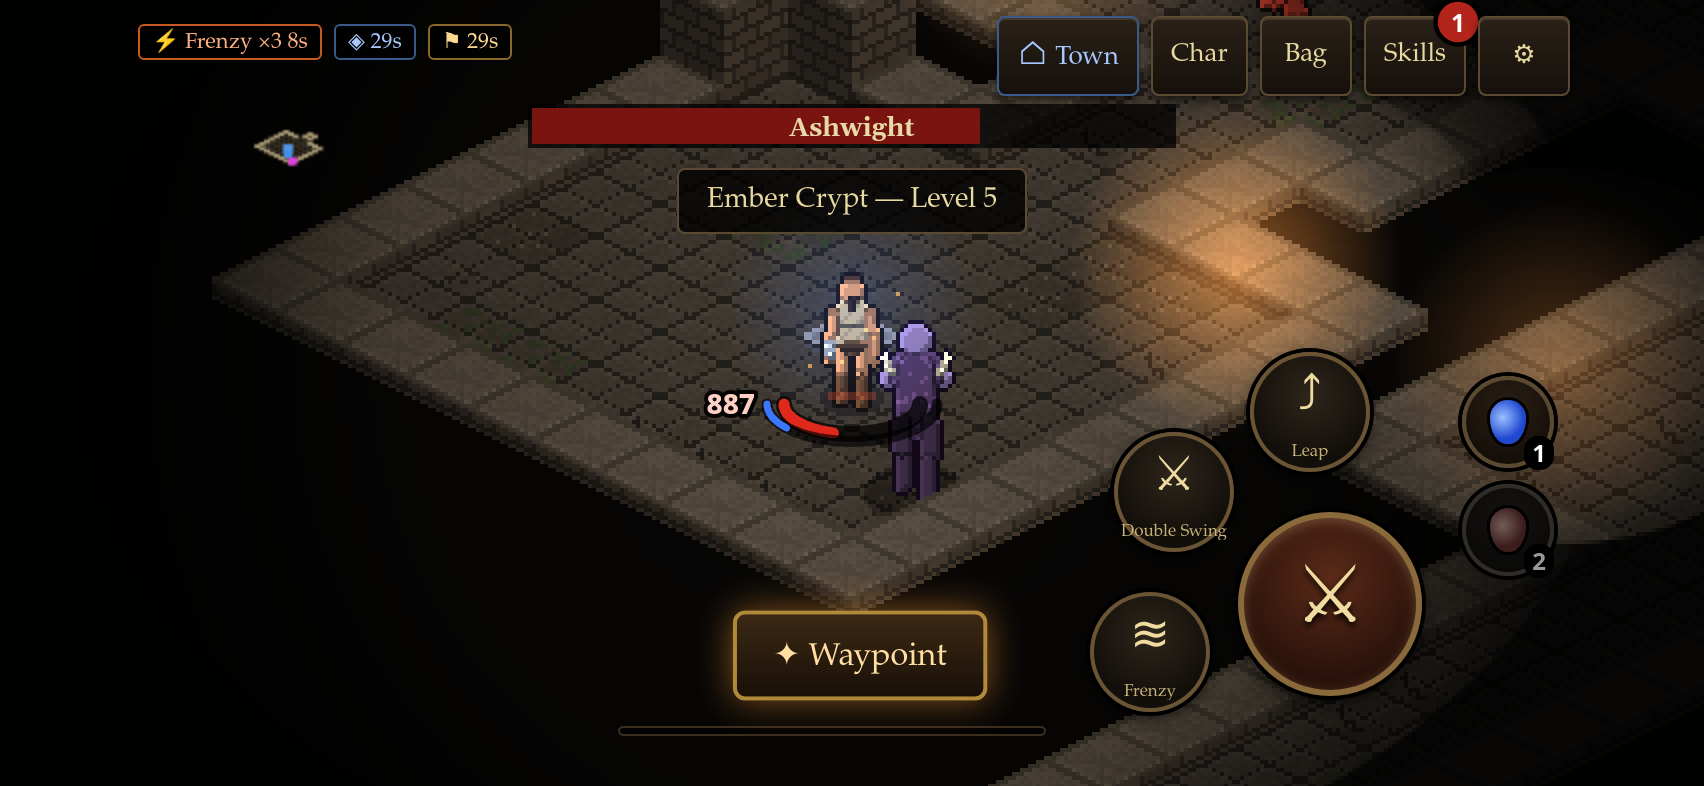 ⚡ Frenzy ×3 8s
◈ 29s
⚑ 29s
Town
Char
Bag
Skills
1
⚙
Ashwight
Ember Crypt — Level 5
887
Leap
1
Double Swing
2
✦ Waypoint
Frenzy